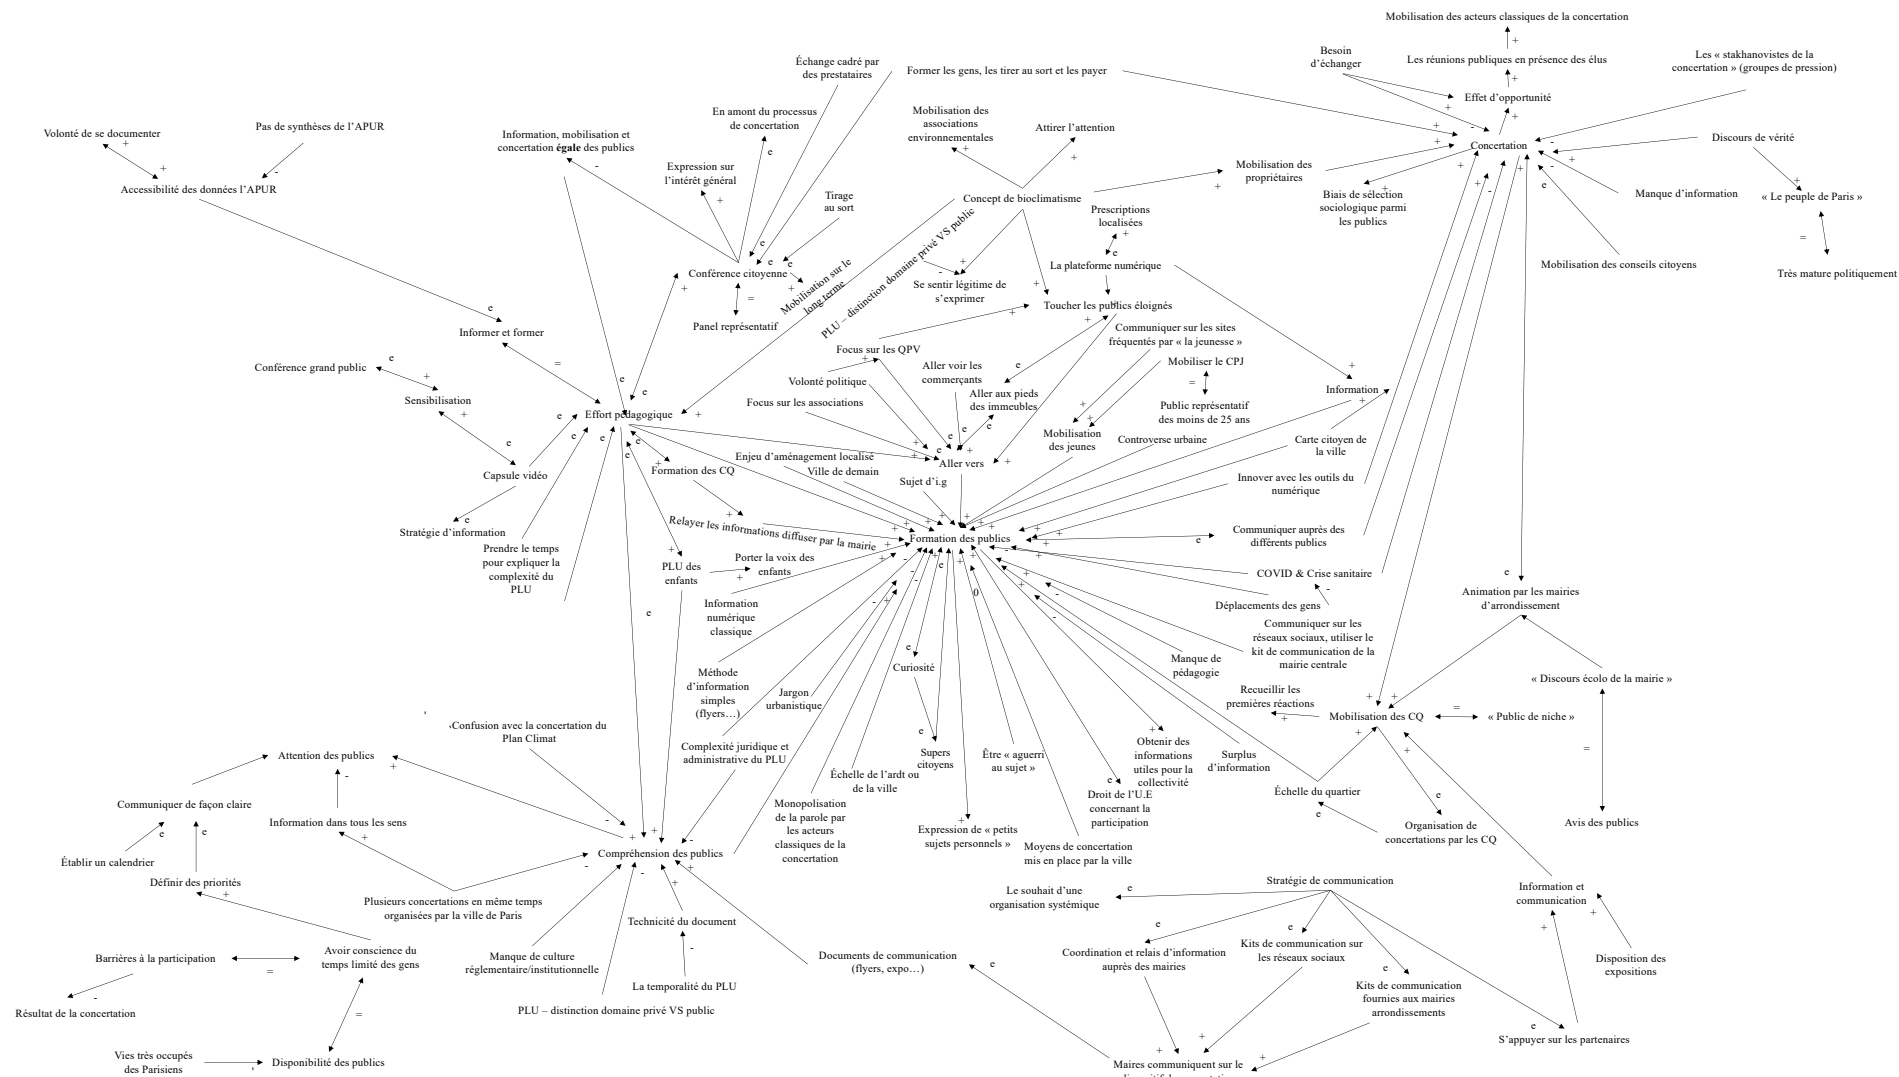 Mobilisation des acteurs classiques de la concertation
Besoin
d'échanger
Les réunions publiques en présence des élus
Les « stakhanovistes de la
concertation » (groupes de pression)
Échange cadré par
des prestataires
Former les gens, les tirer au sort et les payer
Effet d'opportunité
En amont du processus
de concertation
Mobilisation des
associations
environnementales
Attirer l'attention
Volonté de se documenter
Pas de synthèses de l'APUR
Information, mobilisation et
concertation égale des publics
Discours de vérité
Concertation
Expression sur
l'intérêt général
Mobilisation des
propriétaires
Accessibilité des données l'APUR
Tirage
au sort
Concept de bioclimatisme
Biais de sélection
sociologique parmi
les publics
Manque d'information
« Le peuple de Paris »
Prescriptions
localisées
PLU – distinction domaine privé VS public
La plateforme numérique
Mobilisation des conseils citoyens
Très mature politiquement
Conférence citoyenne
Mobilisation sur le
long terme
Se sentir légitime de
s'exprimer
Toucher les publics éloignés
Panel représentatif
Informer et former
Communiquer sur les sites
fréquentés par « la jeunesse »
Focus sur les QPV
Conférence grand public
Aller voir les
commerçants
Mobiliser le CPJ
Volonté politique
Information
Sensibilisation
Focus sur les associations
Aller aux pieds
des immeubles
Public représentatif
des moins de 25 ans
Effort pédagogique
Mobilisation
des jeunes
Controverse urbaine
Carte citoyen de
la ville
Enjeu d'aménagement localisé
Aller vers
Capsule vidéo
Formation des CQ
Ville de demain
Sujet d'i.g
Innover avec les outils du
numérique
Stratégie d'information
Relayer les informations diffuser par la mairie
Formation des publics
Communiquer auprès des
différents publics
Prendre le temps
pour expliquer la
complexité du
PLU
PLU des
enfants
Porter la voix des
enfants
COVID & Crise sanitaire
Animation par les mairies
d'arrondissement
Information
numérique
classique
Déplacements des gens
Communiquer sur les
réseaux sociaux, utiliser le
kit de communication de la
mairie centrale
Méthode
d'information
simples
(flyers…)
Curiosité
Manque de
pédagogie
« Discours écolo de la mairie »
Jargon
urbanistique
Recueillir les
premières réactions
Mobilisation des CQ
« Public de niche »
Confusion avec la concertation du
Plan Climat
Complexité juridique et
administrative du PLU
Supers
citoyens
Être « aguerri
au sujet »
Obtenir des
informations
utiles pour la
collectivité
Surplus
d'information
Attention des publics
Échelle de l'ardt ou
de la ville
Droit de l'U.E
concernant la
participation
Échelle du quartier
Communiquer de façon claire
Information dans tous les sens
Monopolisation
de la parole par
les acteurs
classiques de la
concertation
Expression de « petits
sujets personnels »
Moyens de concertation
mis en place par la ville
Organisation de
concertations par les CQ
Avis des publics
Établir un calendrier
Compréhension des publics
Définir des priorités
Plusieurs concertations en même temps
organisées par la ville de Paris
Stratégie de communication
Le souhait d'une
organisation systémique
Information et
communication
Technicité du document
Barrières à la participation
Avoir conscience du
temps limité des gens
Manque de culture
réglementaire/institutionnelle
Documents de communication
(flyers, expo…)
Coordination et relais d'information
auprès des mairies
Kits de communication sur
les réseaux sociaux
Disposition des
expositions
La temporalité du PLU
Kits de communication
fournies aux mairies
arrondissements
Résultat de la concertation
PLU – distinction domaine privé VS public
S'appuyer sur les partenaires
Vies très occupés
des Parisiens
Disponibilité des publics
Maires communiquent sur le